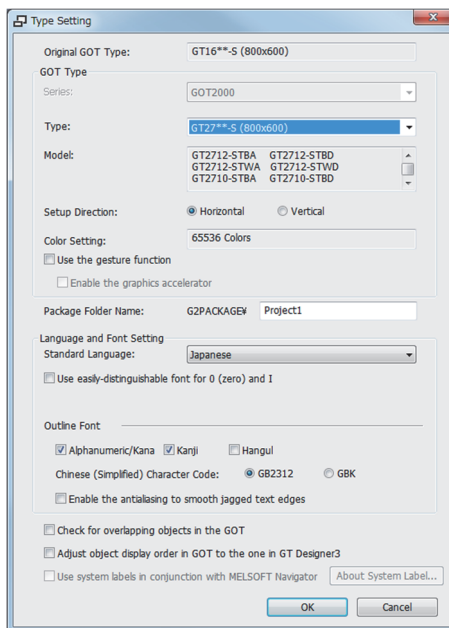 Type Setting
Original GOT Type: GT16**-S (800x600)
GOT Type
Series: GOT2000
Type: GT27**-S (800x600)
Model: GT2712-STBA GT2712-STBD
GT2712-STWA GT2712-STWD
GT2710-STBA GT2710-STBD
Setup Direction: Horizontal Vertical
Color Setting: 65536 Colors
Use the gesture function
Enable the graphics accelerator
Package Folder Name: G2PACKAGE¥ Project1
Language and Font Setting
Standard Language: Japanese
Use easily-distinguishable font for 0 (zero) and I
Outline Font
Alphanumeric/Kana Kanji Hangul
Chinese (Simplified) Character Code: GB2312 GBK
Enable the antialiasing to smooth jagged text edges
Check for overlapping objects in the GOT
Adjust object display order in GOT to the one in GT Designer3
Use system labels in conjunction with MELSOFT Navigator About System Label...
OK Cancel